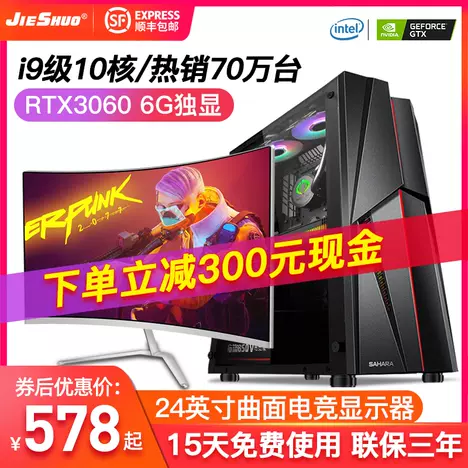 JIESHUO
SF EXPRESS
顺丰包邮
intel
NVIDIA
GEFORCE
GTX
i9级10核/热销70万台
RTX3060 6G独显
ERPUNK
2077
SAHARA
下单立减300元现金
券后优惠价:
¥578起
24英寸曲面电竞显示器
15天免费使用 联保三年